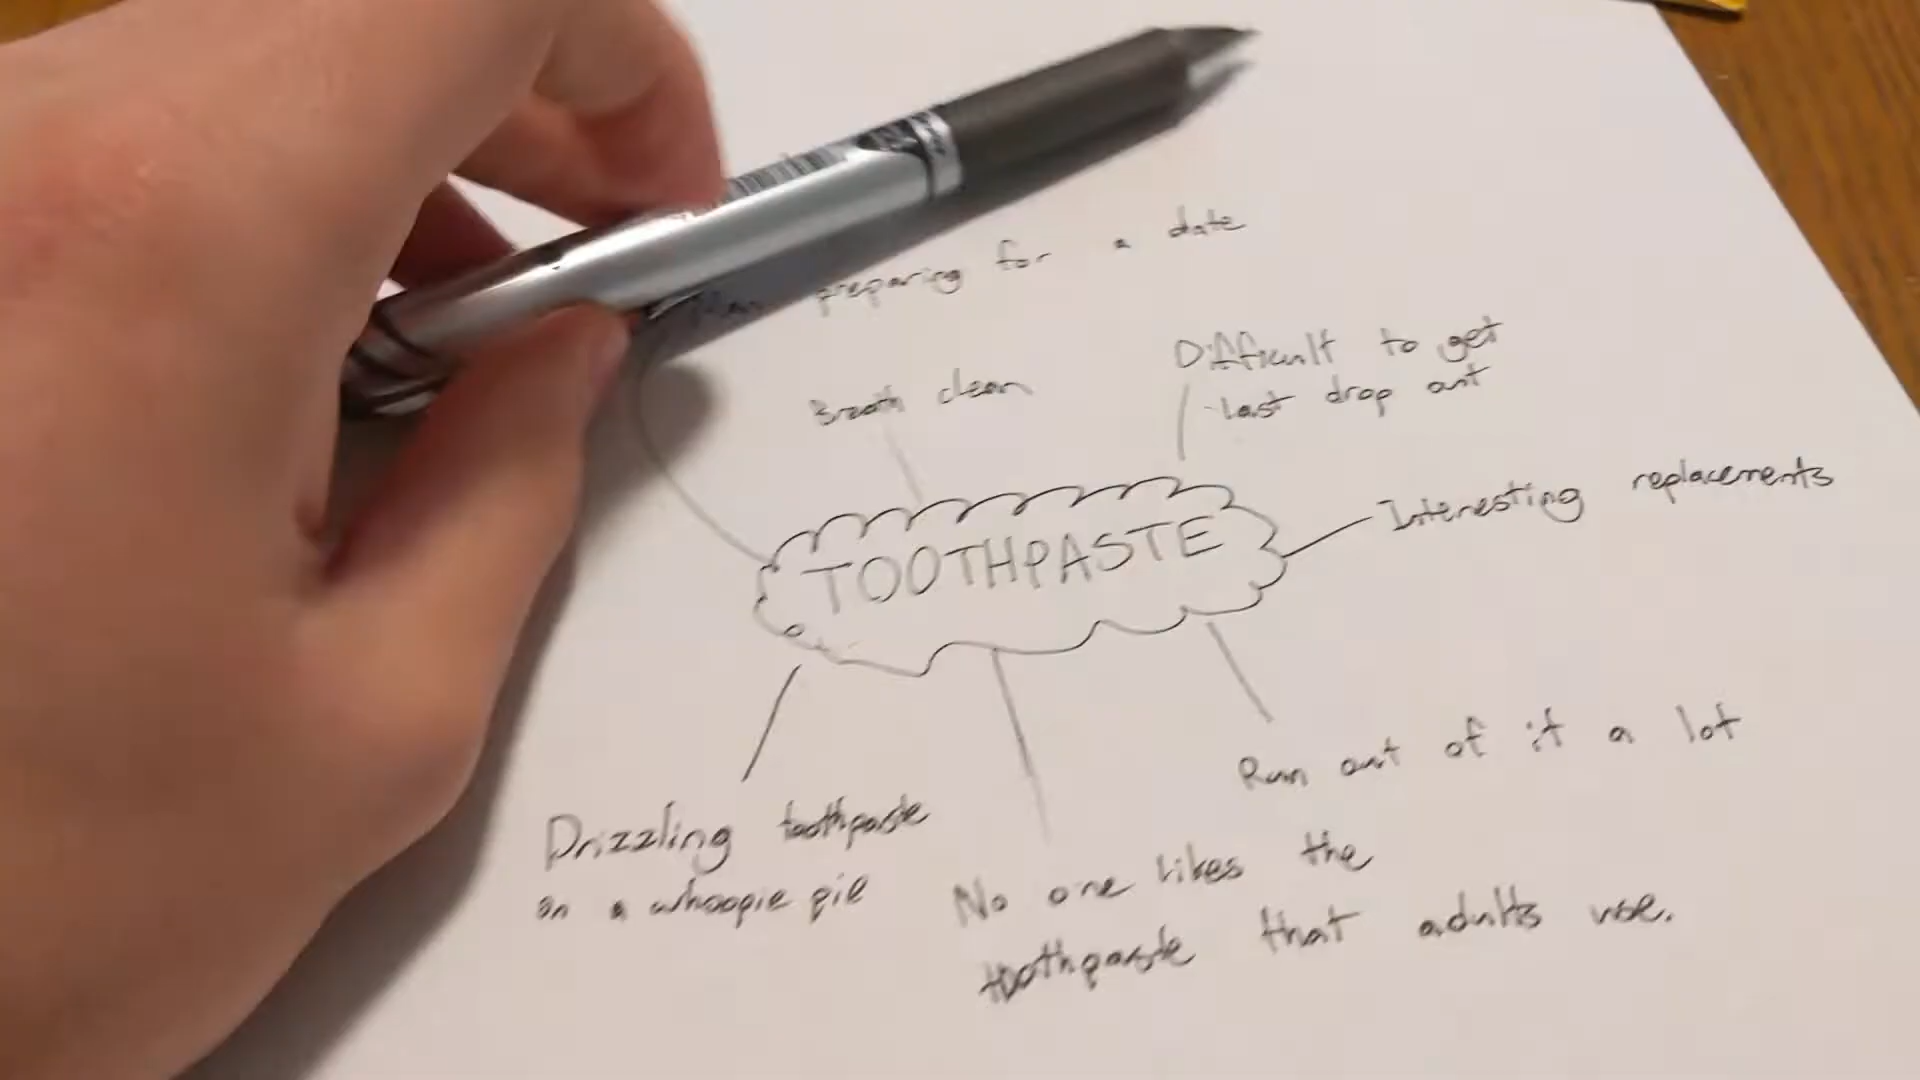 Man preparing for a date
Breath clean
Difficult to get
last drop out
Interesting replacements
TOOTHPASTE
Run out of it a lot
Drizzling toothpaste
on a whoopie pie
No one likes the
toothpaste that adults use.